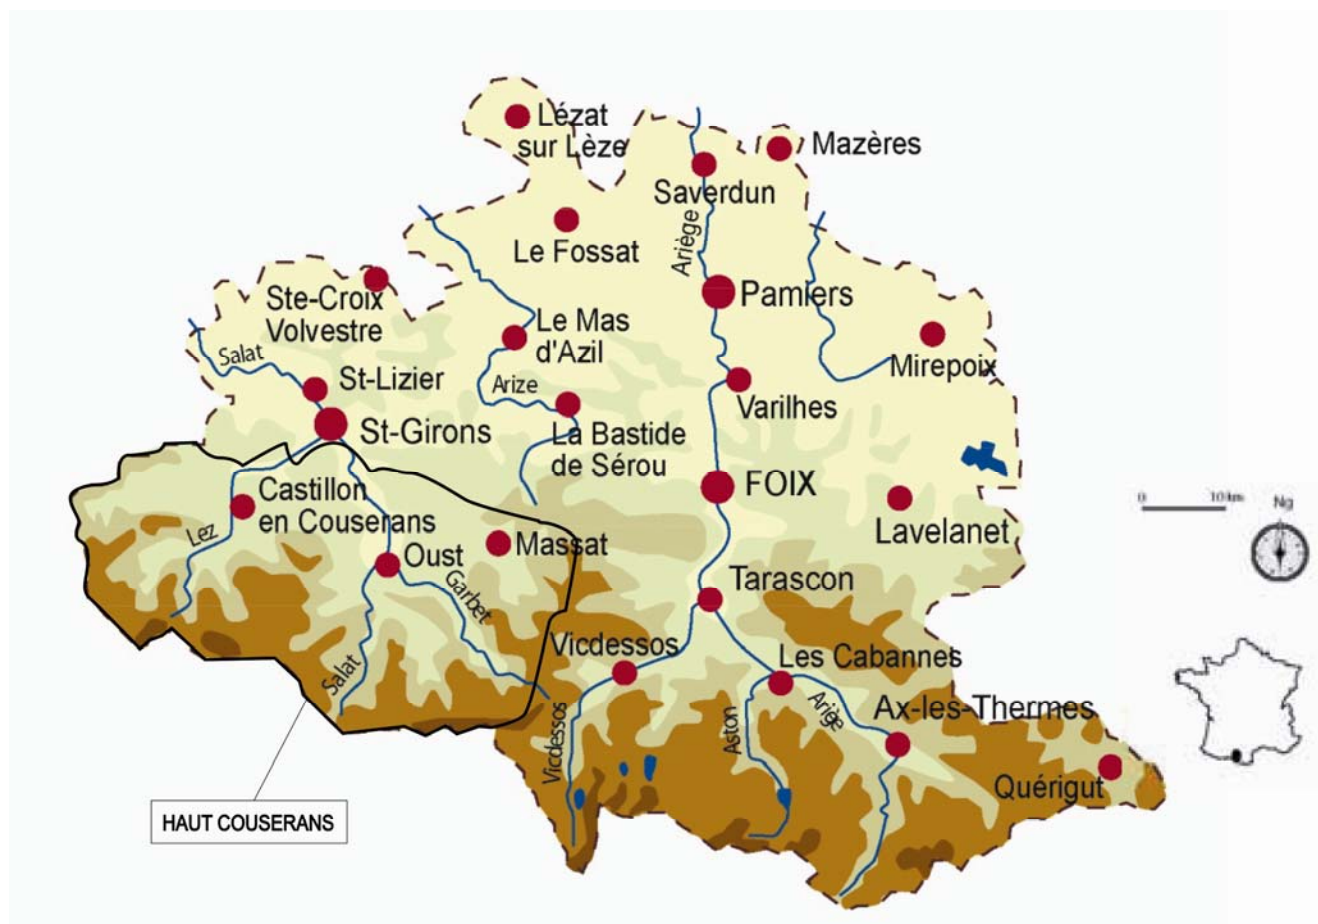 Lézat
sur Lèze
Mazères
Saverdun
Ariège
Le Fossat
Ste-Croix
Volvestre
Pamiers
Le Mas
d'Azil
Salat
St-Lizier
Arize
Mirepoix
Varilhes
St-Girons
La Bastide
de Sérou
FOIX
Castillon
en Couserans
Lez
Lavelanet
0 10 km
Ng
Massat
Oust
Garbet
Tarascon
Vicdessos
Les Cabannes
Salat
Vicdessos
Aston
Ariège
Ax-les-Thermes
Quérigut
HAUT COUSERANS